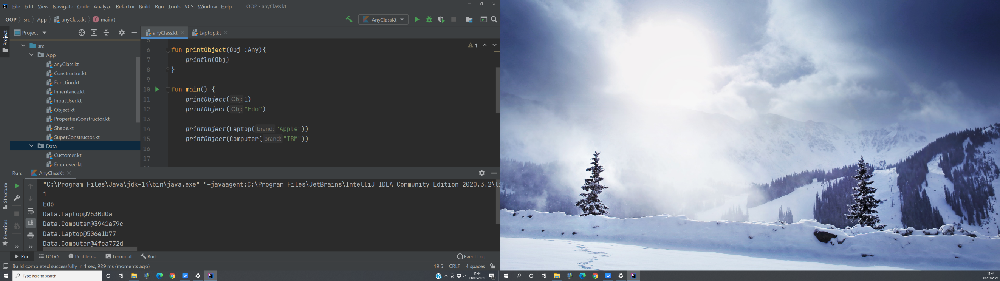 File Edit View Navigate Code Analyze Refactor Build Run Tools VCS Window Help OOP - anyClass.kt
OOP src App anyClass.kt main()
AnyClassKt
Project
Project
anyClass.kt
Laptop.kt
src
App
anyClass.kt
Constructor.kt
Function.kt
Inheritance.kt
InputUser.kt
Object.kt
PropertiesConstructor.kt
Shape.kt
SuperConstructor.kt
Data
Customer.kt
Employee.kt
1
5
6 fun printObject(Obj :Any){
7 println(Obj)
8 }
9
10 fun main() {
11 printObject( Obj: 1)
12 printObject( Obj: "Edo")
13
14 printObject(Laptop( brand: "Apple"))
15 printObject(Computer( brand: "IBM"))
16
17
Run: AnyClassKt
Structure
Favorites
"C:\Program Files\Java\jdk-14\bin\java.exe" "-javaagent:C:\Program Files\JetBrains\IntelliJ IDEA Community Edition 2020.3.2\l
1
Edo
Data.Laptop@7530d0a
Data.Computer@3941a79c
Data.Laptop@506e1b77
Data.Computer@4fca772d
Run TODO Problems Terminal Build Event Log
Build completed successfully in 1 sec, 929 ms (moments ago) 19:5 CRLF 4 spaces
Type here to search
11:44
08/03/2021
4
11:44
08/03/2021